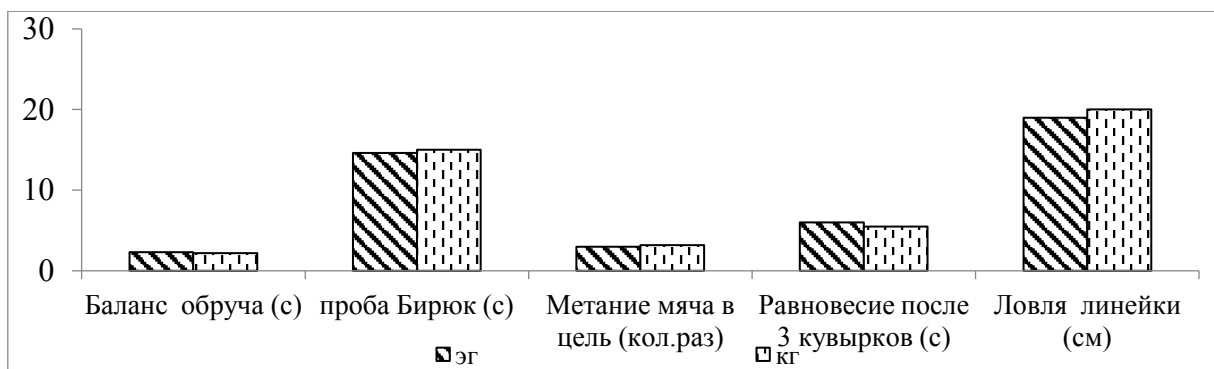 30
20
10
0
Баланс обруча (с)
проба Бирюк (с)
Метание мяча в
цель (кол.раз)
Равновесие после
3 кувырков (с)
Ловля линейки
(см)
эг
кг